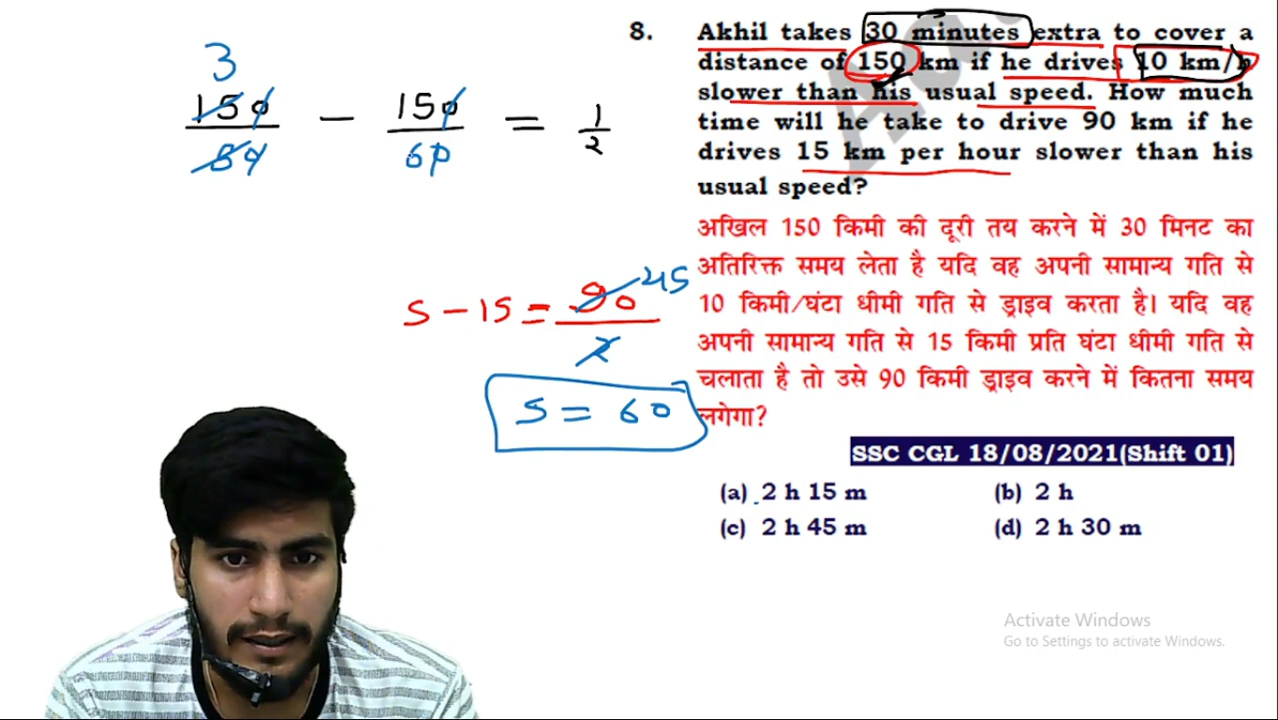 8. Akhil takes 30 minutes extra to cover a
distance of 150 km if he drives 10 km/h
slower than his usual speed. How much
time will he take to drive 90 km if he
drives 15 km per hour slower than his
usual speed?
अखिल 150 किमी की दूरी तय करने में 30 मिनट का
अतिरिक्त समय लेता है यदि वह अपनी सामान्य गति से
10 किमी/घंटा धीमी गति से ड्राइव करता है। यदि वह
अपनी सामान्य गति से 15 किमी प्रति घंटा धीमी गति से
चलाता है तो उसे 90 किमी ड्राइव करने में कितना समय
लगेगा?
SSC CGL 18/08/2021(Shift 01)
(a) 2 h 15 m (b) 2 h
(c) 2 h 45 m (d) 2 h 30 m
3
150/50 - 150/60 = 1/2
S - 15 = 90/2 45
S = 60
Activate Windows
Go to Settings to activate Windows.